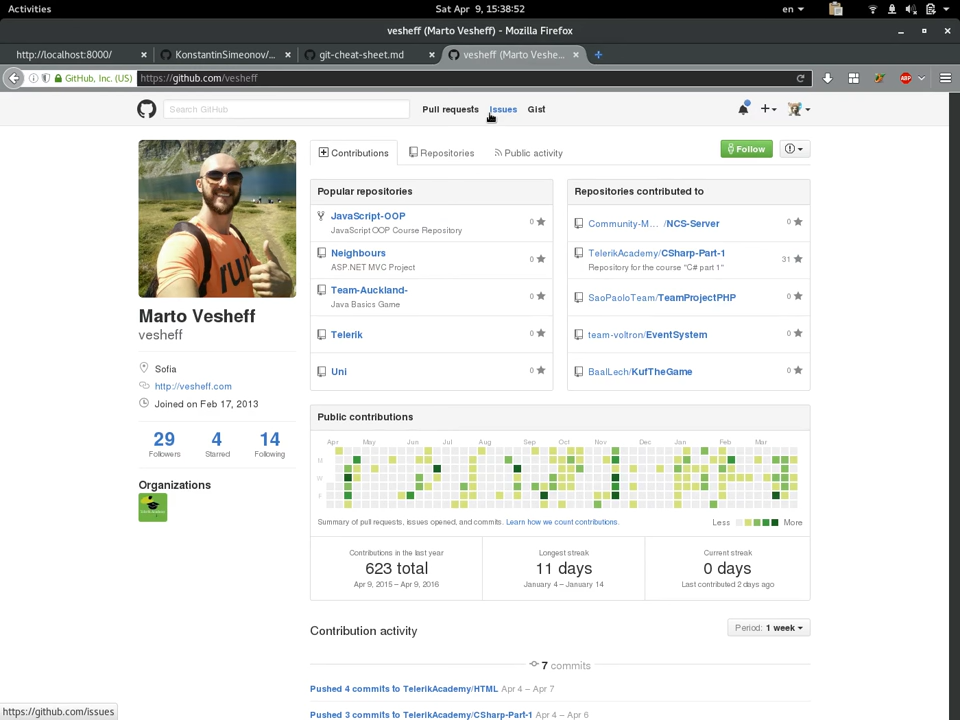 Activities
Sat Apr 9, 15:38:52
en
vesheff (Marto Vesheff) - Mozilla Firefox
http://localhost:8000/
KonstantinSimeonov/...
git-cheat-sheet.md
vesheff (Marto Veshe...
GitHub, Inc. (US)
https://github.com/vesheff
ABP
Search GitHub
Pull requests
Issues
Gist
Contributions
Repositories
Public activity
Follow
run
Popular repositories
JavaScript-OOP
JavaScript OOP Course Repository
0
Neighbours
ASP.NET MVC Project
0
Team-Auckland-
Java Basics Game
0
Telerik
0
Uni
0
Repositories contributed to
Community-M... /NCS-Server
0
TelerikAcademy/CSharp-Part-1
Repository for the course "C# part 1"
31
SaoPaoloTeam/TeamProjectPHP
0
team-voltron/EventSystem
0
BaalLech/KufTheGame
0
Marto Vesheff
vesheff
Sofia
http://vesheff.com
Joined on Feb 17, 2013
29 4 14
Followers Starred Following
Organizations
Public contributions
Apr May Jun Jul Aug Sep Oct Nov Dec Jan Feb Mar
M
W
F
Summary of pull requests, issues opened, and commits. Learn how we count contributions.
Less More
Contributions in the last year
623 total
Apr 9, 2015 – Apr 9, 2016
Longest streak
11 days
January 4 – January 14
Current streak
0 days
Last contributed 2 days ago
Contribution activity
Period: 1 week
7 commits
Pushed 4 commits to TelerikAcademy/HTML Apr 4 – Apr 7
Pushed 3 commits to TelerikAcademy/CSharp-Part-1 Apr 4 – Apr 6
https://github.com/issues